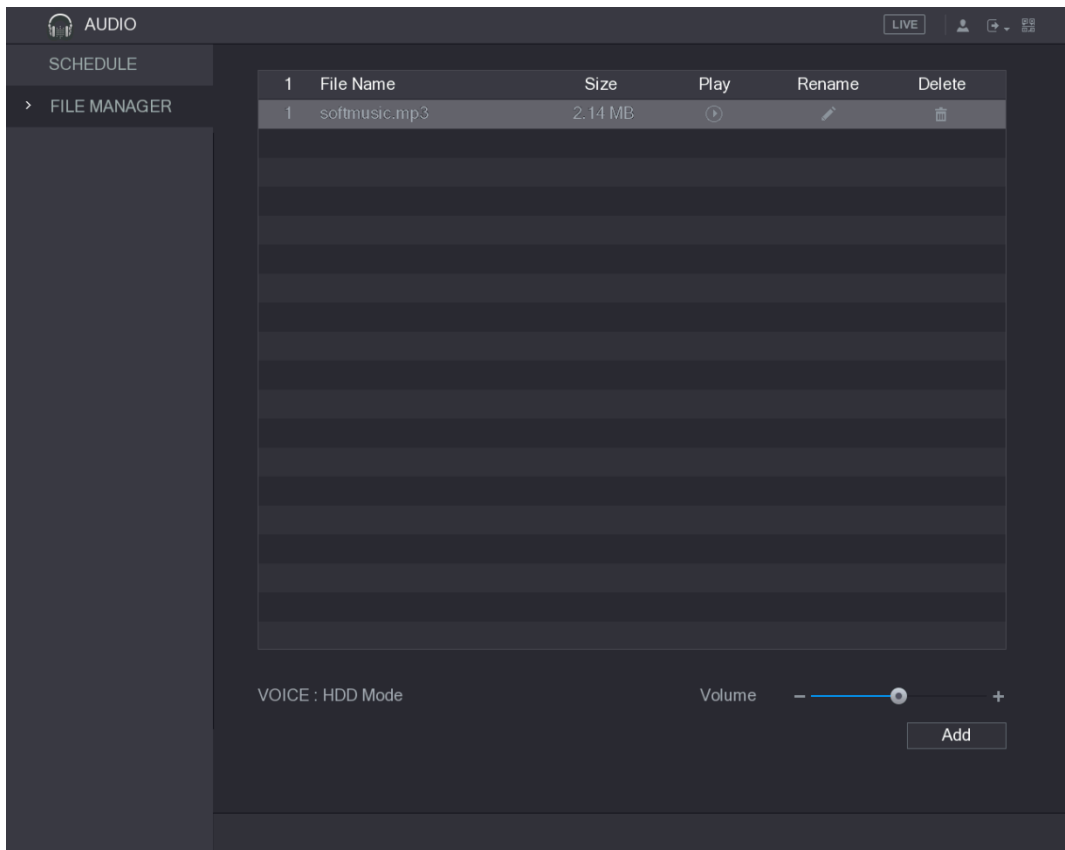 AUDIO LIVE
SCHEDULE
FILE MANAGER
1 File Name Size Play Rename Delete
1 softmusic.mp3 2.14 MB
VOICE : HDD Mode Volume − +
Add